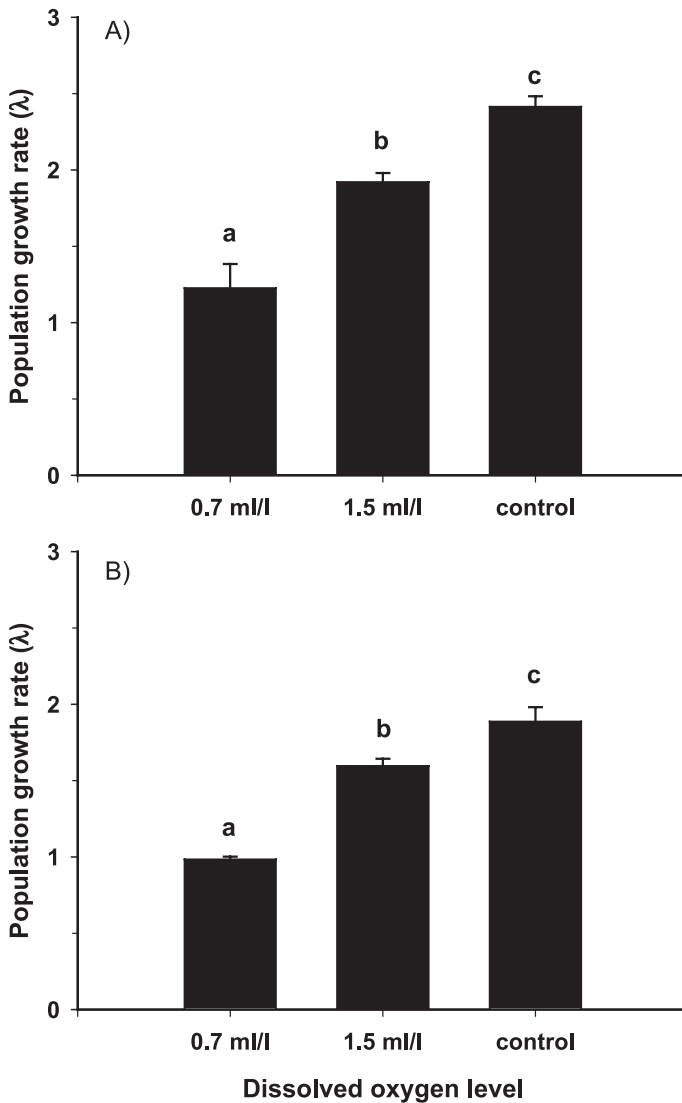 A)
Population growth rate (λ)
3
2
1
0
a
b
c
0.7 ml/l
1.5 ml/l
control
B)
Population growth rate (λ)
3
2
1
0
a
b
c
0.7 ml/l
1.5 ml/l
control
Dissolved oxygen level